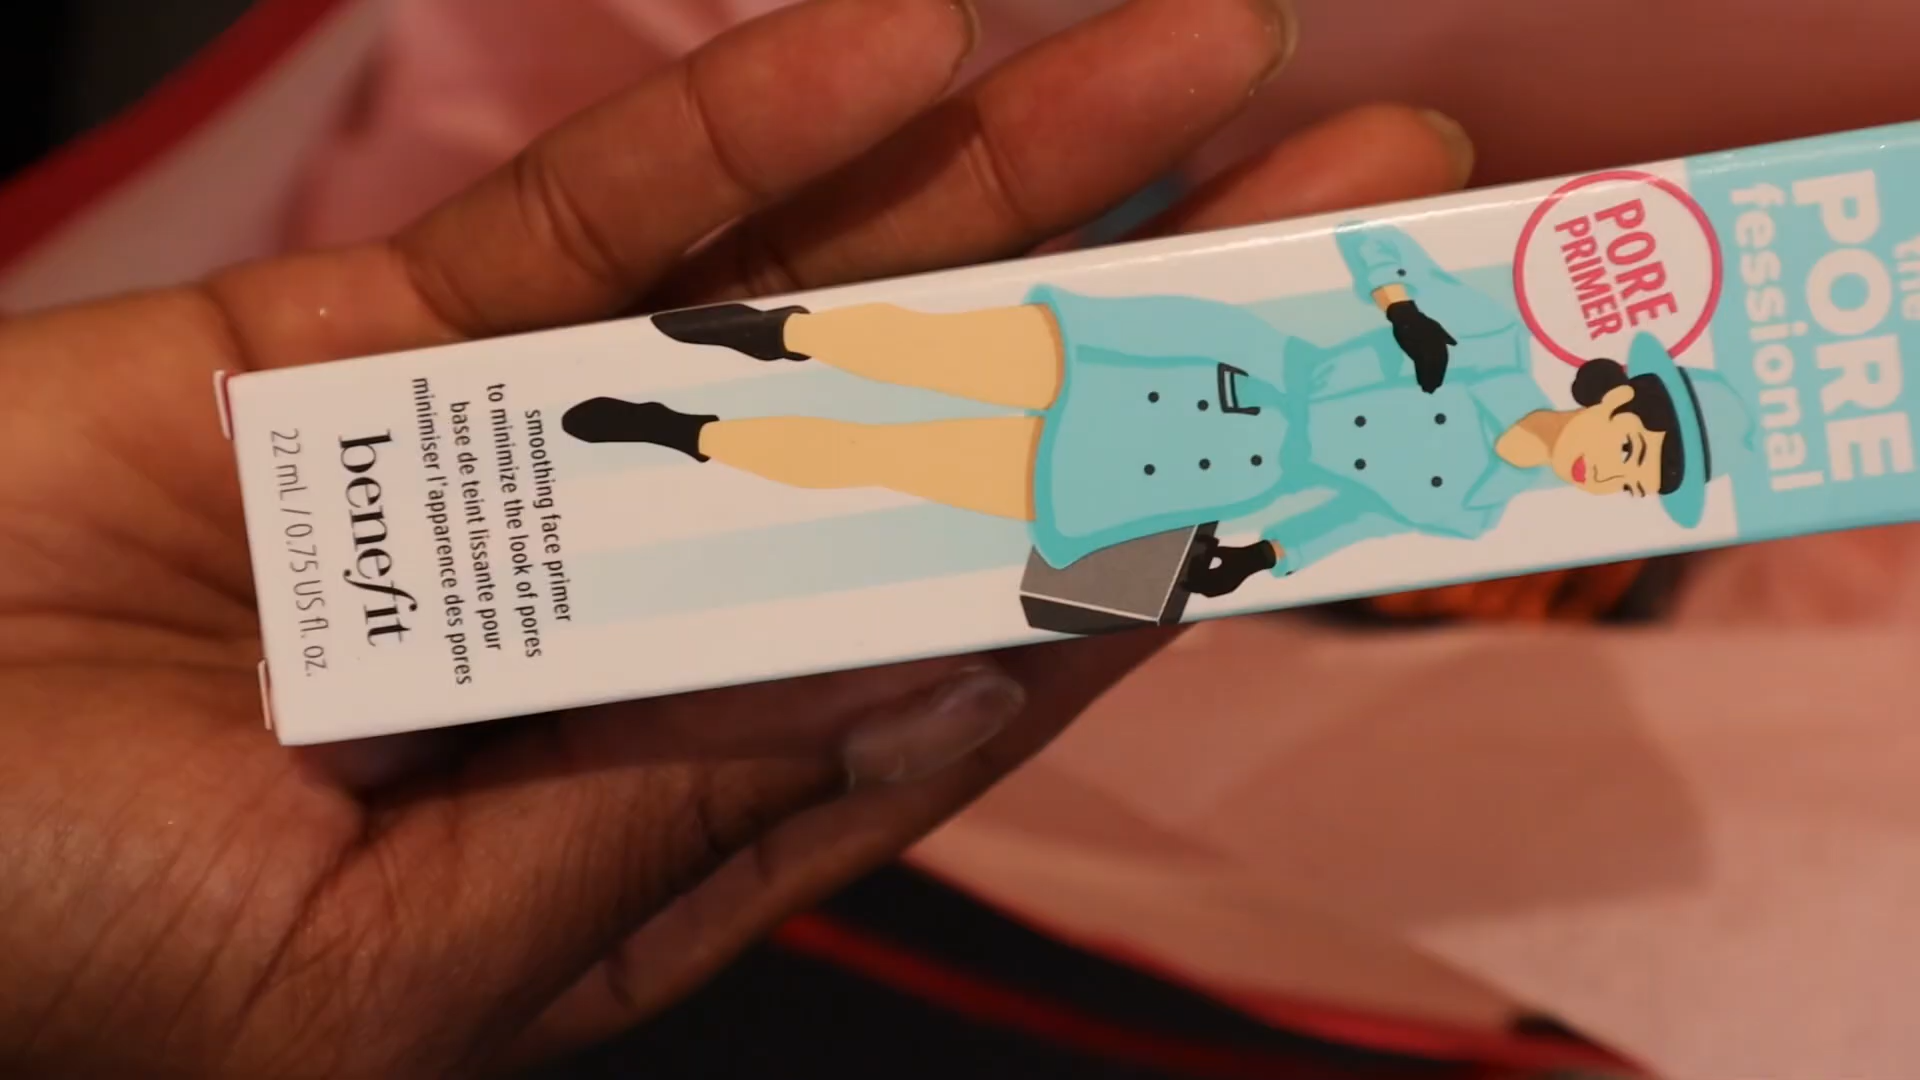 the
PORE
fessional
PORE
PRIMER
smoothing face primer
to minimize the look of pores
base de teint lissante pour
minimiser l'apparence des pores
benefit
22 mL / 0.75 US fl. oz.